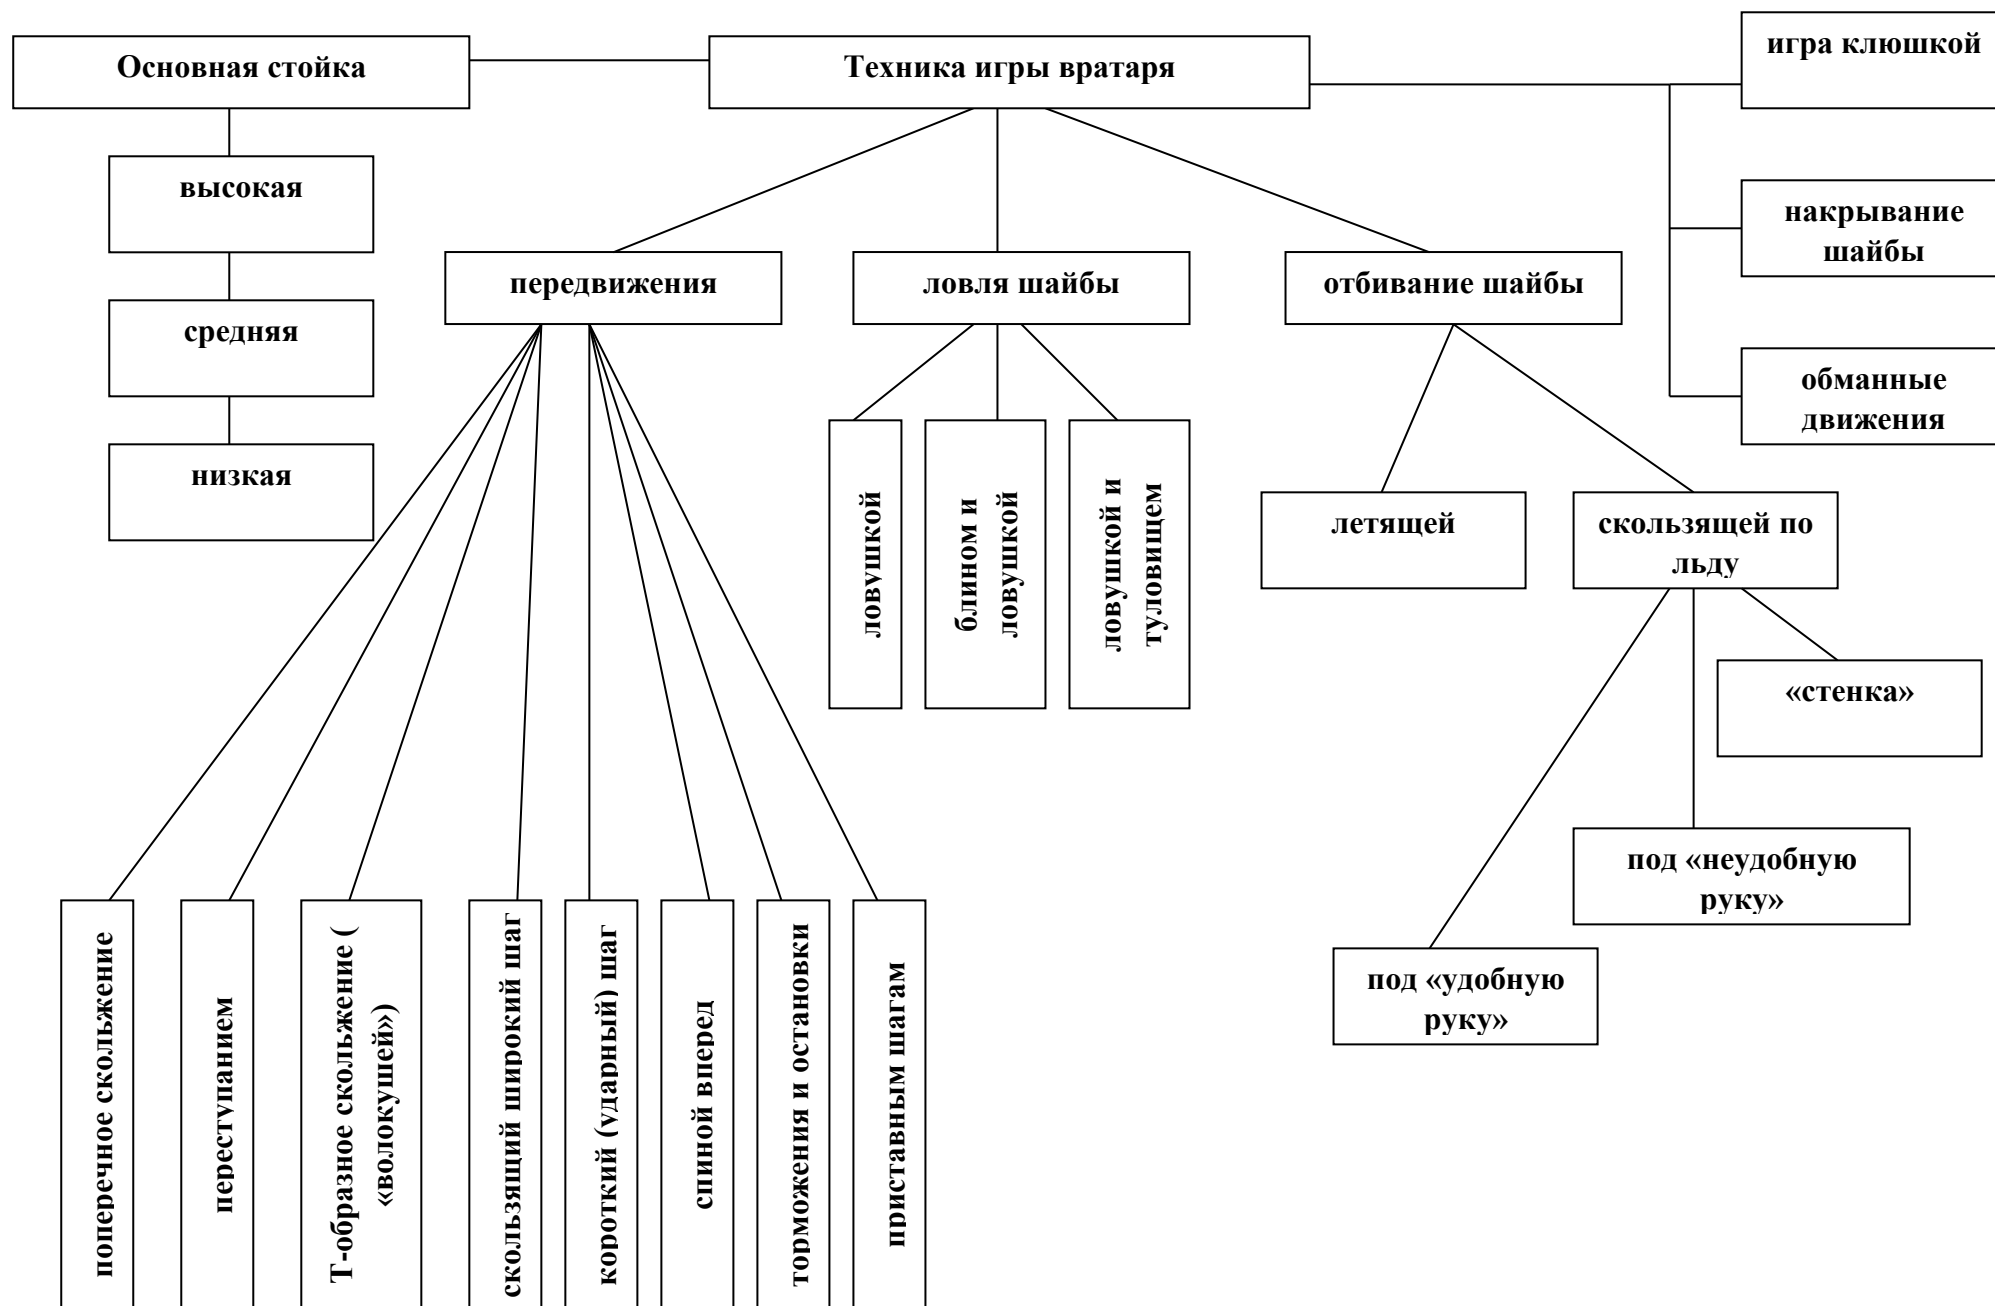 Основная стойка
Техника игры вратаря
игра клюшкой
высокая
накрывание
шайбы
передвижения
ловля шайбы
отбивание шайбы
средняя
обманные
движения
низкая
ловушкой
блином и
ловушкой
ловушкой и
туловищем
летящей
скользящей по
льду
«стенка»
под «неудобную
руку»
под «удобную
руку»
поперечное скольжение
переступанием
Т-образное скольжение (
«волокушей»)
скользящий широкий шаг
короткий (ударный) шаг
спиной вперед
торможения и остановки
приставным шагам